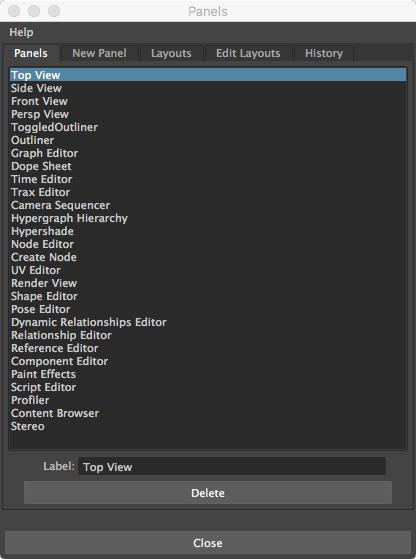 Panels
Help
Panels New Panel Layouts Edit Layouts History
Top View
Side View
Front View
Persp View
ToggledOutliner
Outliner
Graph Editor
Dope Sheet
Time Editor
Trax Editor
Camera Sequencer
Hypergraph Hierarchy
Hypershade
Node Editor
Create Node
UV Editor
Render View
Shape Editor
Pose Editor
Dynamic Relationships Editor
Relationship Editor
Reference Editor
Component Editor
Paint Effects
Script Editor
Profiler
Content Browser
Stereo
Label: Top View
Delete
Close